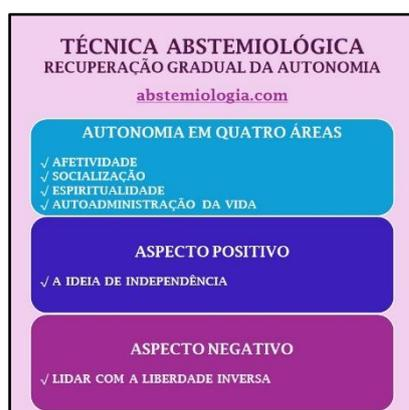 TÉCNICA ABSTEMIOLÓGICA
RECUPERAÇÃO GRADUAL DA AUTONOMIA
abstemiologia.com
AUTONOMIA EM QUATRO ÁREAS
√ AFETIVIDADE
√ SOCIALIZAÇÃO
√ ESPIRITUALIDADE
√ AUTOADMINISTRAÇÃO DA VIDA
ASPECTO POSITIVO
√ A IDEIA DE INDEPENDÊNCIA
ASPECTO NEGATIVO
√ LIDAR COM A LIBERDADE INVERSA